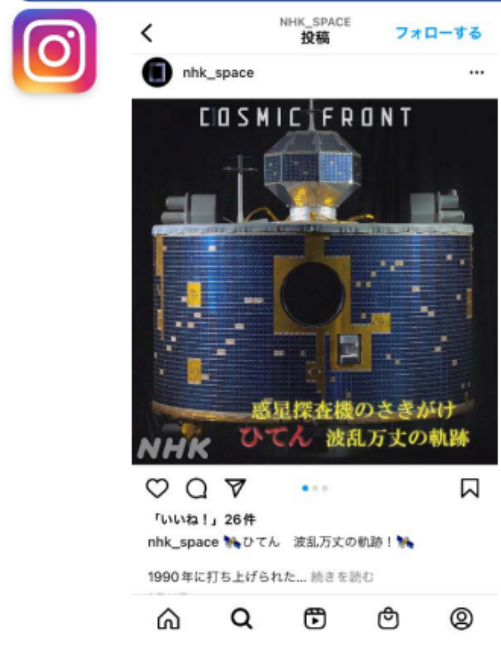 NHK_SPACE
投稿
フォローする
nhk_space
COSMIC FRONT
惑星探査機のさきがけ
ひてん 波乱万丈の軌跡
NHK
「いいね！」26件
nhk_space 🛰️ひてん　波乱万丈の軌跡！🛰️
1990年に打ち上げられた... 続きを読む